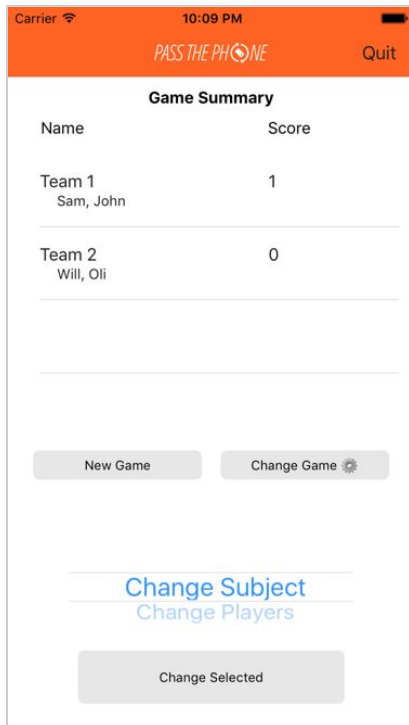 Carrier 10:09 PM
PASS THE PHONE Quit
Game Summary
Name Score
Team 1 1
Sam, John
Team 2 0
Will, Oli
New Game Change Game
Change Subject
Change Players
Change Selected